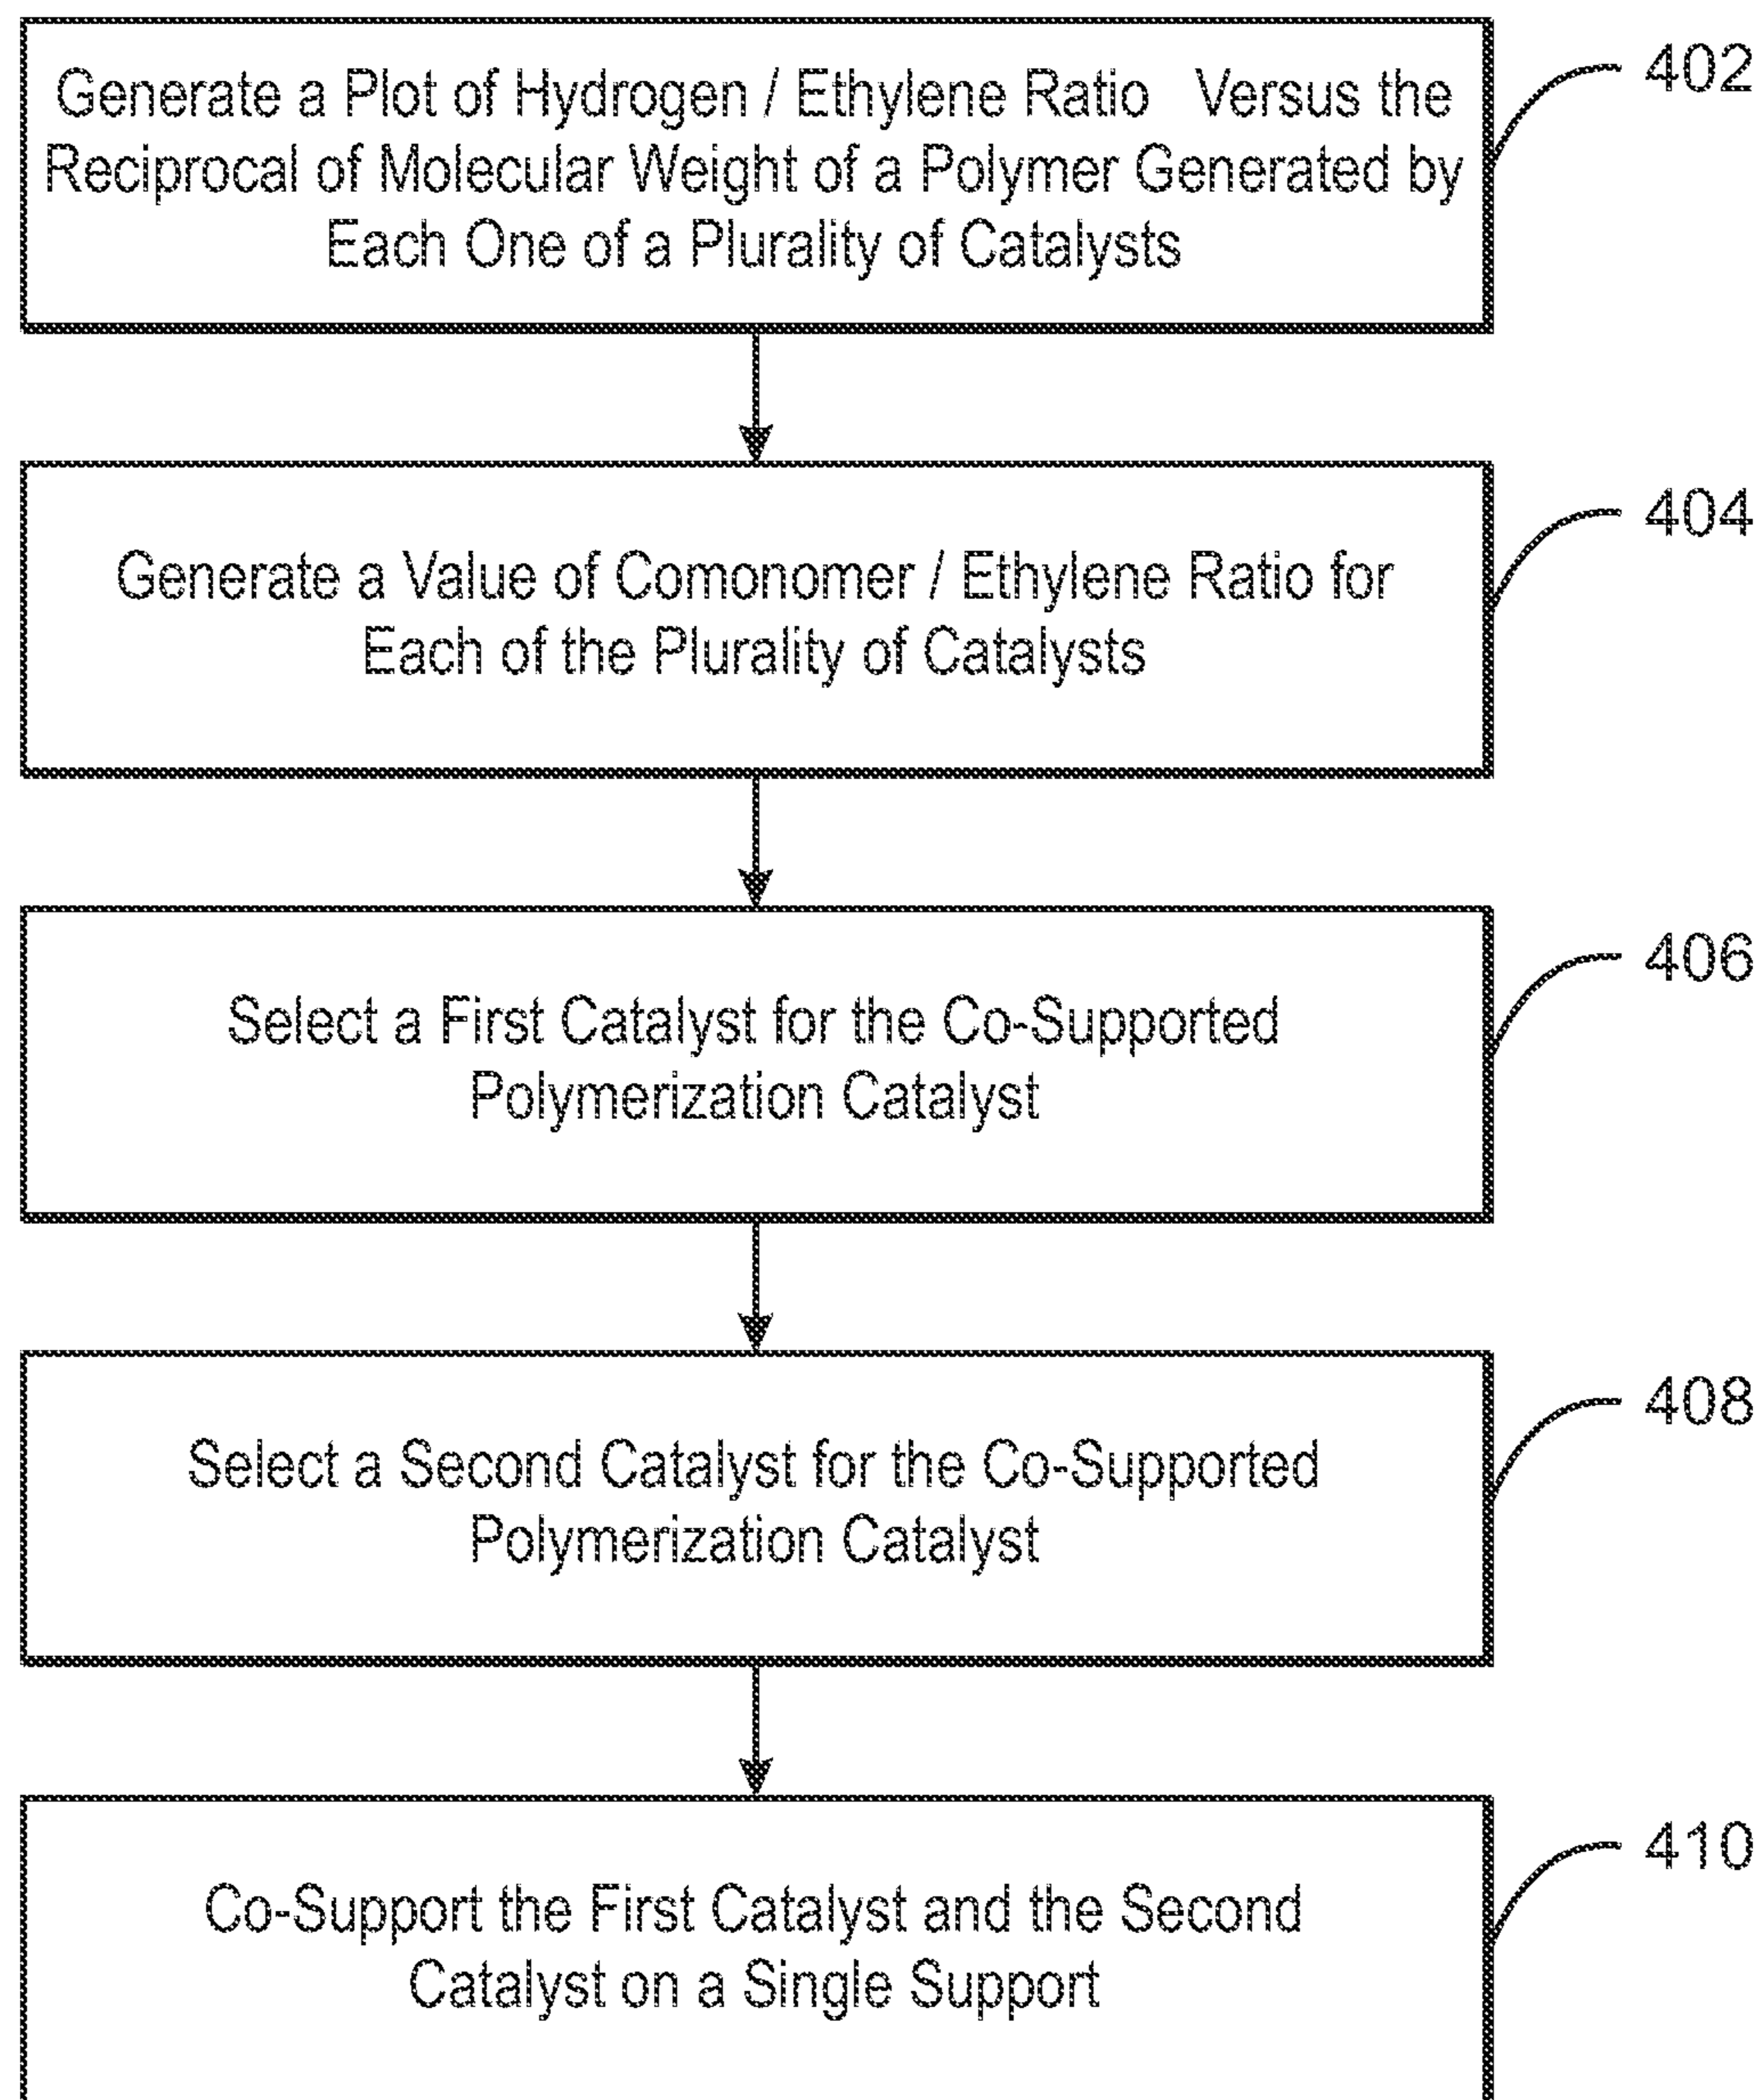 Generate a Plot of Hydrogen / Ethylene Ratio Versus the
Reciprocal of Molecular Weight of a Polymer Generated by
Each One of a Plurality of Catalysts
402
Generate a Value of Comonomer / Ethylene Ratio for
Each of the Plurality of Catalysts
404
Select a First Catalyst for the Co-Supported
Polymerization Catalyst
406
Select a Second Catalyst for the Co-Supported
Polymerization Catalyst
408
Co-Support the First Catalyst and the Second
Catalyst on a Single Support
410